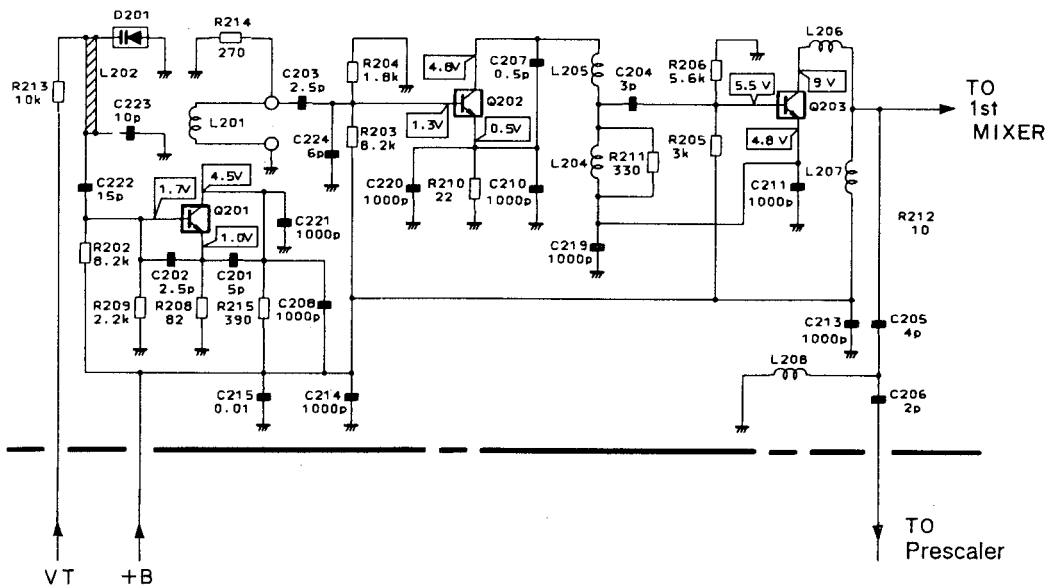 D201
R214
270
L206
R213
10k
L202
C223
10p
L201
C203
2.5p
R204
1.8k
4.8V
C207
0.5p
L205
C204
3p
R206
5.6k
5.5V
9V
Q203
TO
1st
MIXER
Q202
1.3V
0.5V
R203
8.2k
C224
6p
R205
3k
4.8V
L204
R211
330
L207
C222
15p
1.7V
4.5V
Q201
1.0V
C221
1000p
C220
1000p
R210
22
C210
1000p
C211
1000p
R212
10
C219
1000p
R202
8.2k
C202
2.5p
C201
5p
R209
2.2k
R208
82
R215
390
C208
1000p
C213
1000p
C205
4p
L208
C215
0.01
C214
1000p
C206
2p
VT
+B
TO
Prescaler